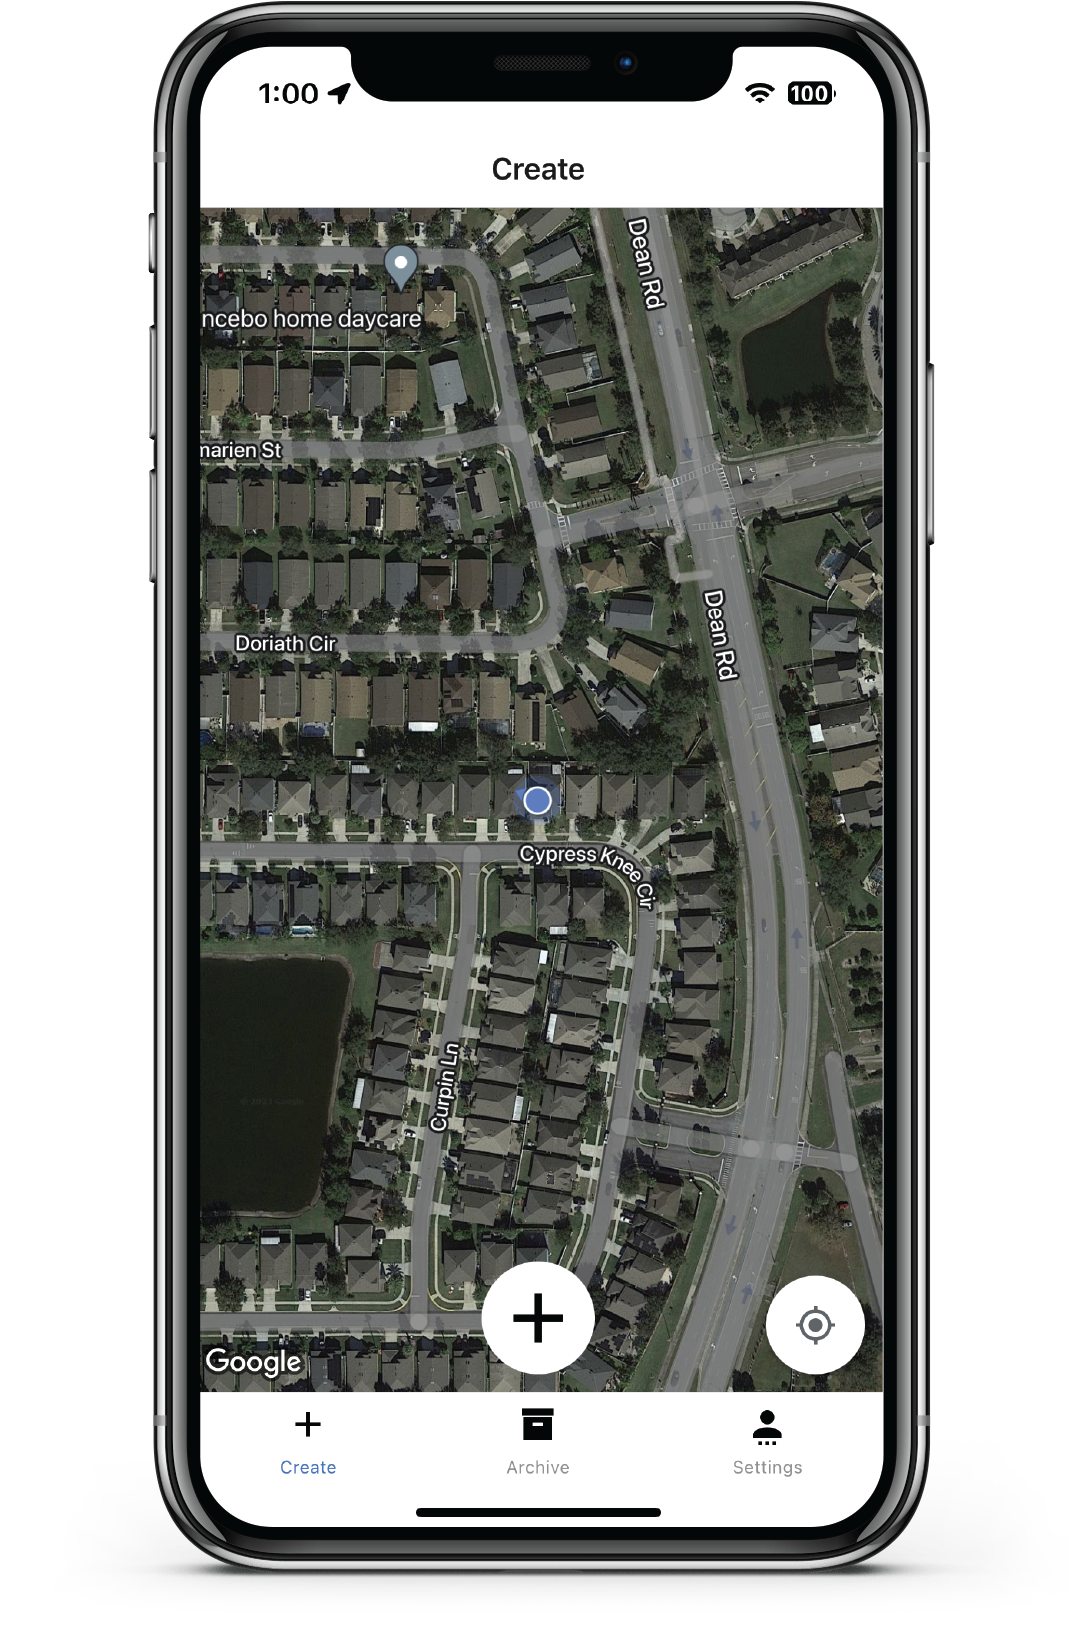 1:00
100
Create
Dean Rd
ncebo home daycare
marien St
Dean Rd
Doriath Cir
Cypress Knee Cir
Curpin Ln
Google
Create
Archive
Settings